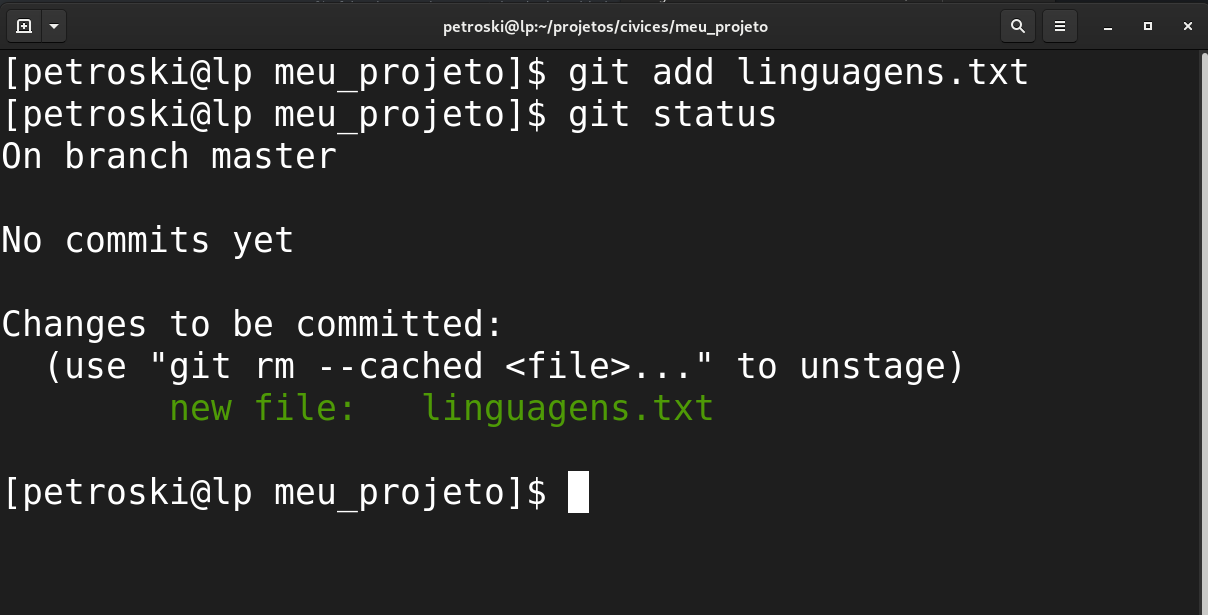 petroski@lp:~/projetos/civices/meu_projeto
[petroski@lp meu_projeto]$ git add linguagens.txt
[petroski@lp meu_projeto]$ git status
On branch master
No commits yet
Changes to be committed:
  (use "git rm --cached <file>..." to unstage)
        new file:   linguagens.txt
[petroski@lp meu_projeto]$